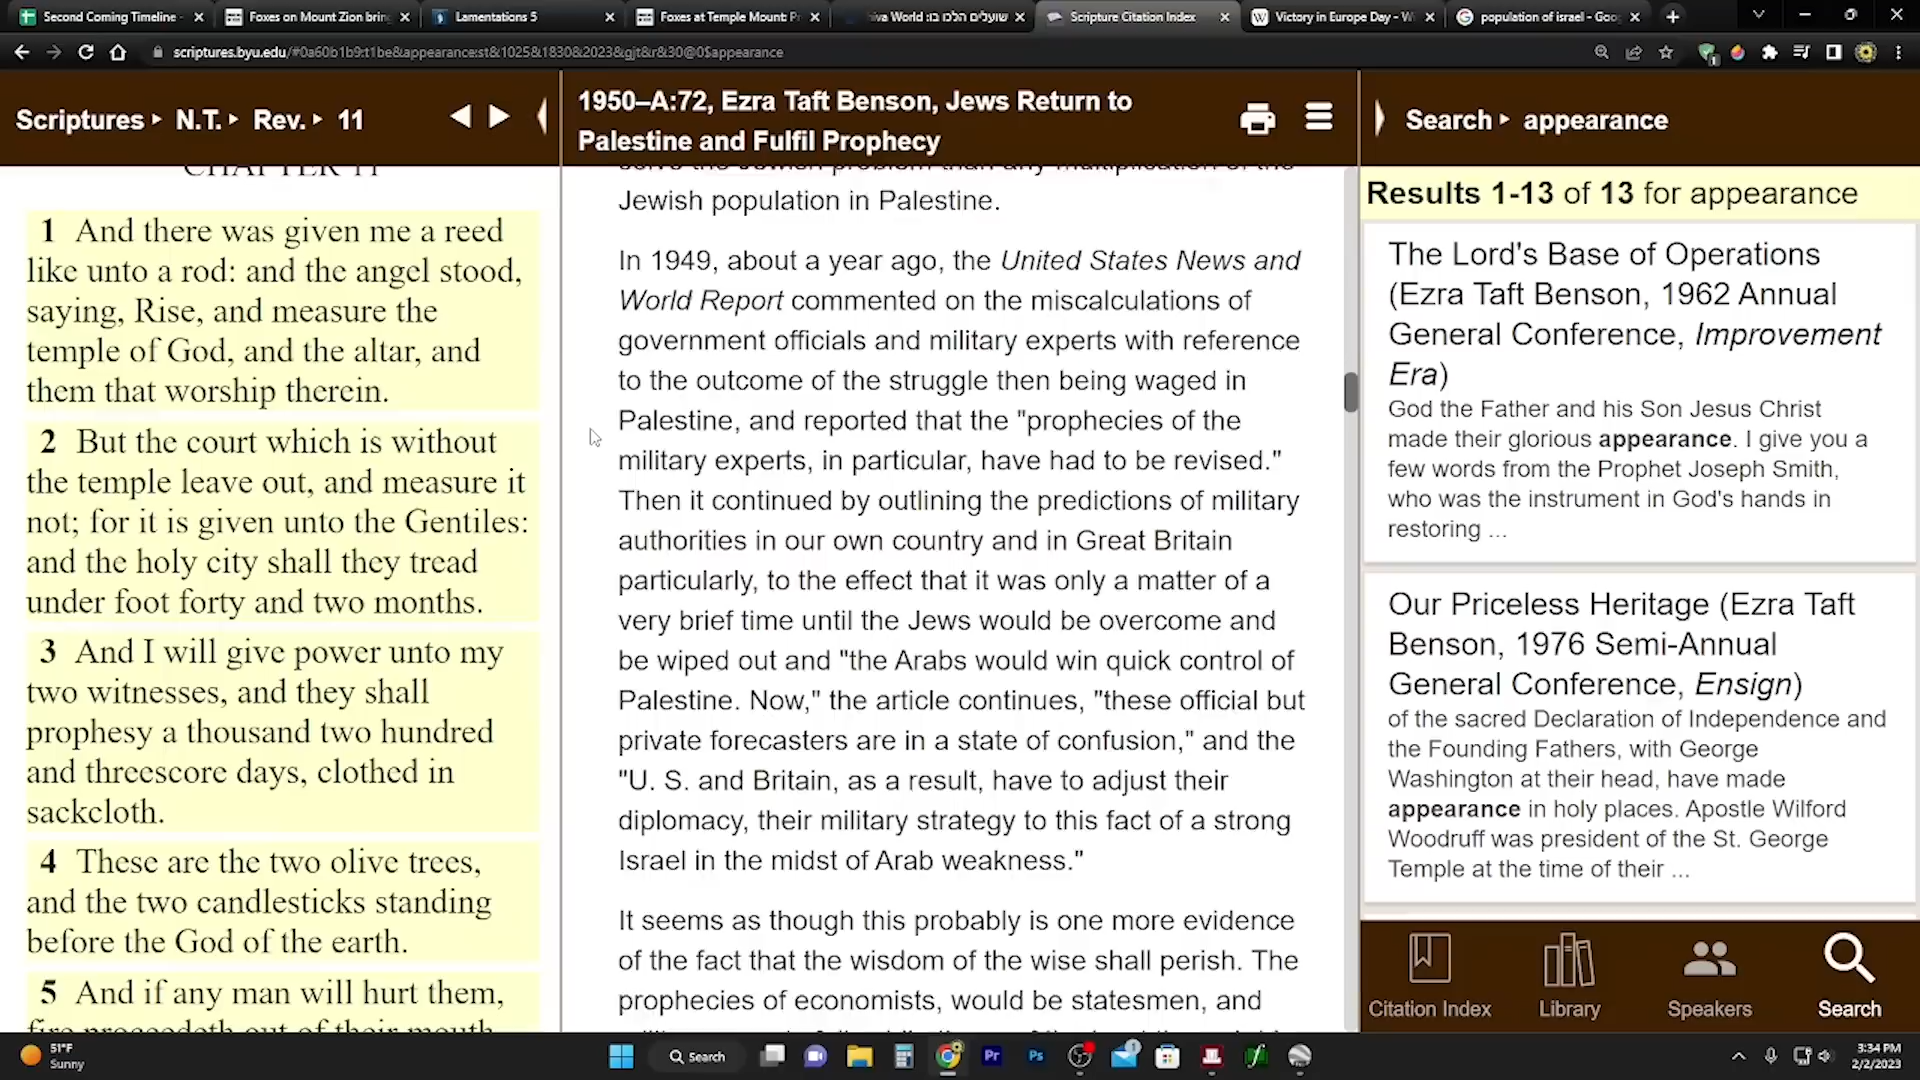 Second Coming Timeline -
Foxes on Mount Zion brin
Lamentations 5
Foxes at Temple Mount: P
hiva World : שועלים הלכו בו
Scripture Citation Index
Victory in Europe Day - W
population of israel - Goo
scriptures.byu.edu/#0a60b1b9:t1be&appearance:st&1025&1830&2023&gjt&r&30@0$appearance
Scriptures ▸ N.T. ▸ Rev. ▸ 11
1 And there was given me a reed
like unto a rod: and the angel stood,
saying, Rise, and measure the
temple of God, and the altar, and
them that worship therein.
2 But the court which is without
the temple leave out, and measure it
not; for it is given unto the Gentiles:
and the holy city shall they tread
under foot forty and two months.
3 And I will give power unto my
two witnesses, and they shall
prophesy a thousand two hundred
and threescore days, clothed in
sackcloth.
4 These are the two olive trees,
and the two candlesticks standing
before the God of the earth.
5 And if any man will hurt them,
fire proceedeth out of their mouth
1950–A:72, Ezra Taft Benson, Jews Return to
Palestine and Fulfil Prophecy
solve the Jewish problem than any multiplication of the
Jewish population in Palestine.
In 1949, about a year ago, the United States News and
World Report commented on the miscalculations of
government officials and military experts with reference
to the outcome of the struggle then being waged in
Palestine, and reported that the "prophecies of the
military experts, in particular, have had to be revised."
Then it continued by outlining the predictions of military
authorities in our own country and in Great Britain
particularly, to the effect that it was only a matter of a
very brief time until the Jews would be overcome and
be wiped out and "the Arabs would win quick control of
Palestine. Now," the article continues, "these official but
private forecasters are in a state of confusion," and the
"U. S. and Britain, as a result, have to adjust their
diplomacy, their military strategy to this fact of a strong
Israel in the midst of Arab weakness."
It seems as though this probably is one more evidence
of the fact that the wisdom of the wise shall perish. The
prophecies of economists, would be statesmen, and
Search ▸ appearance
Results 1-13 of 13 for appearance
The Lord's Base of Operations
(Ezra Taft Benson, 1962 Annual
General Conference, Improvement
Era)
God the Father and his Son Jesus Christ
made their glorious appearance. I give you a
few words from the Prophet Joseph Smith,
who was the instrument in God's hands in
restoring ...
Our Priceless Heritage (Ezra Taft
Benson, 1976 Semi-Annual
General Conference, Ensign)
of the sacred Declaration of Independence and
the Founding Fathers, with George
Washington at their head, have made
appearance in holy places. Apostle Wilford
Woodruff was president of the St. George
Temple at the time of their ...
Citation Index
Library
Speakers
Search
51°F
Sunny
Search
Pr
Ps
3:34 PM
2/2/2023